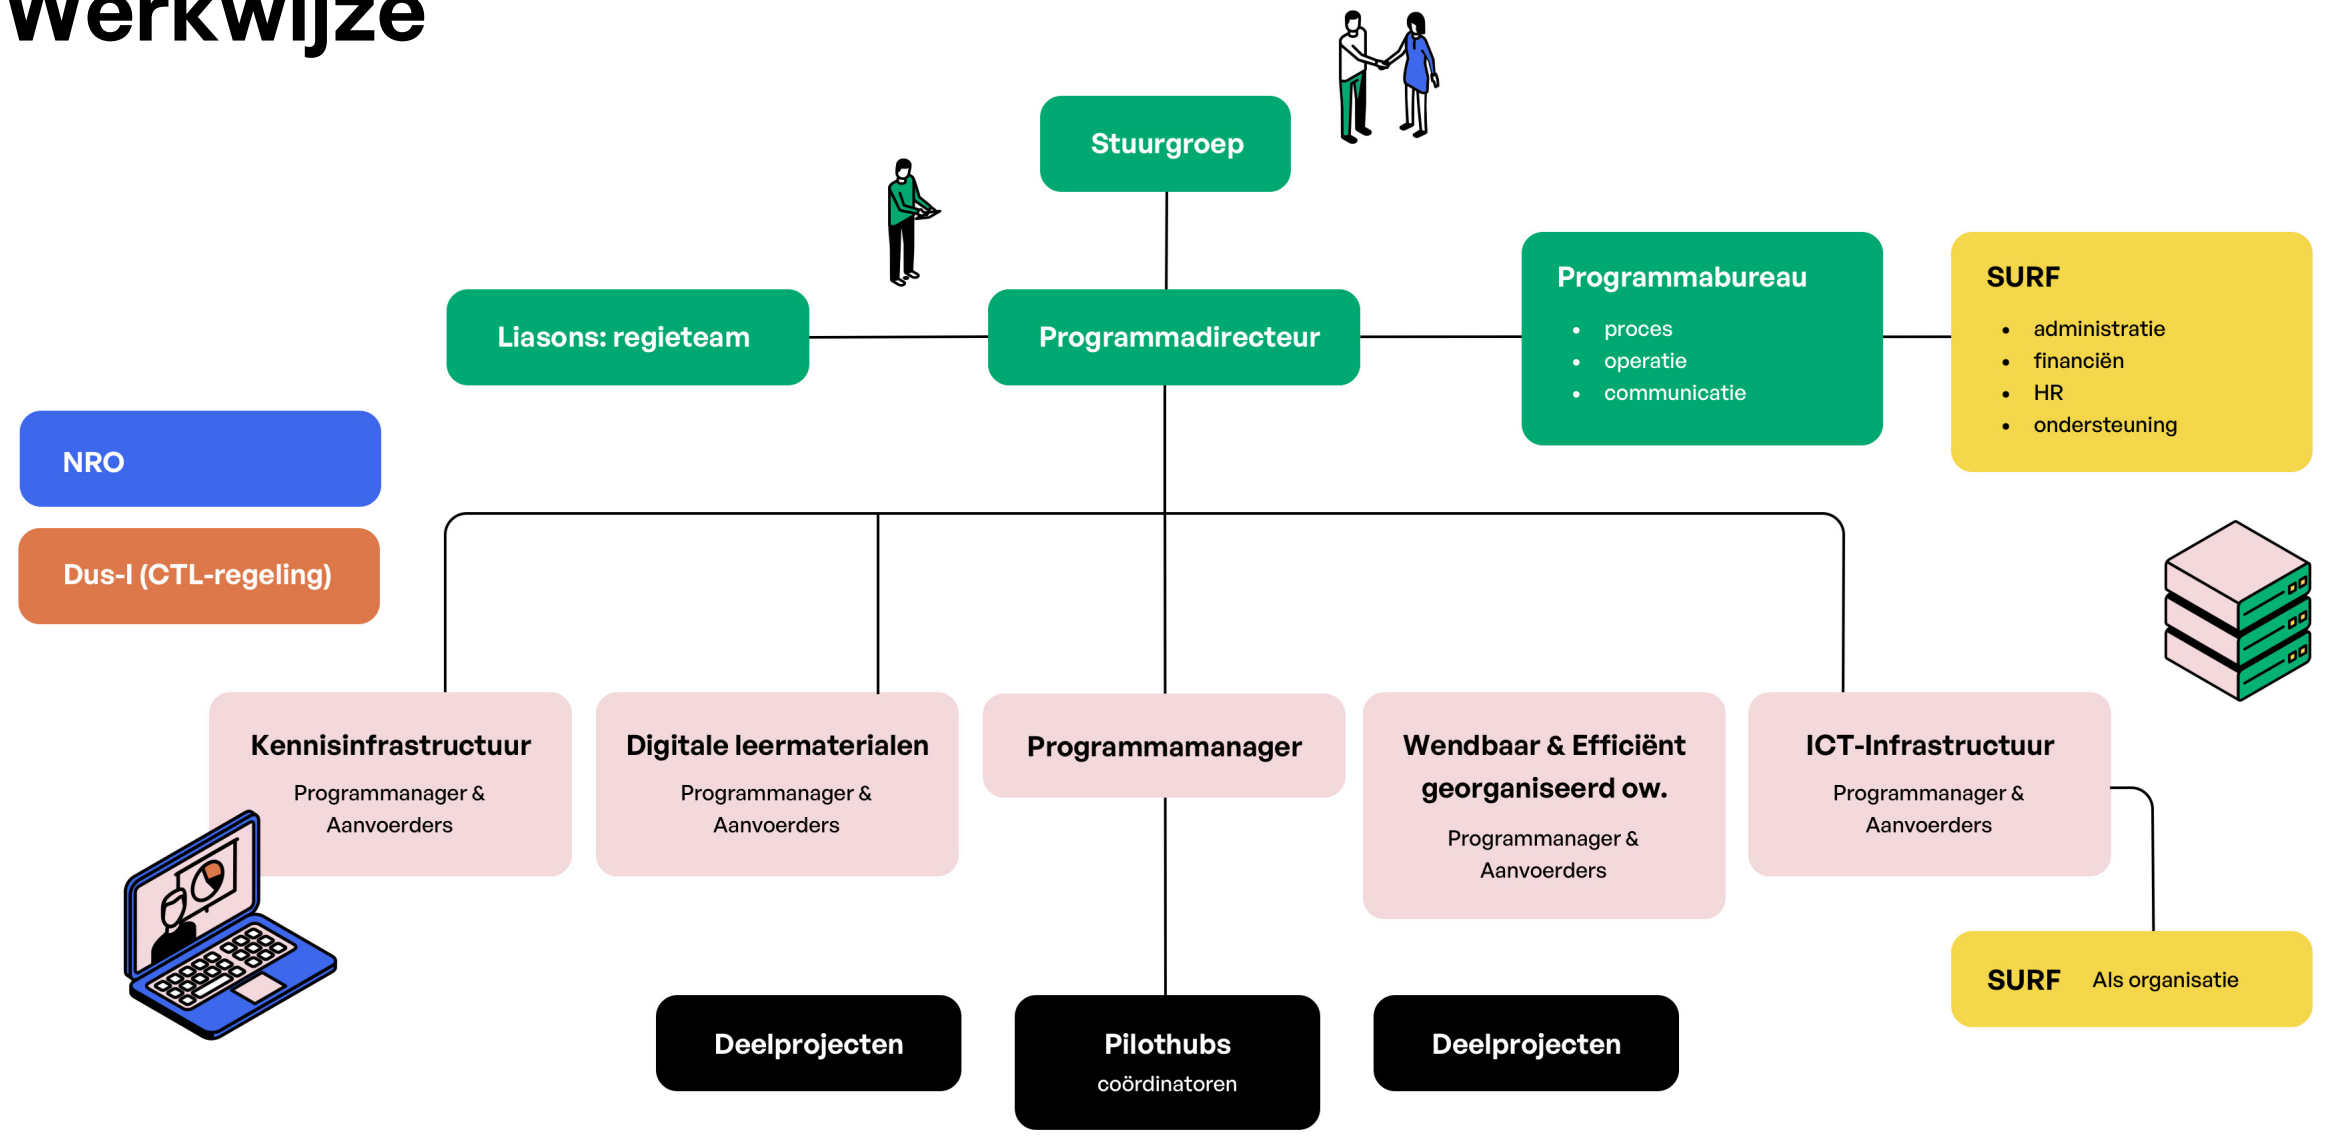 Werkwijze
Stuurgroep
Liasons: regieteam
Programmadirecteur
Programmabureau
• proces
• operatie
• communicatie
SURF
• administratie
• financiën
• HR
• ondersteuning
NRO
Dus-I (CTL-regeling)
Kennisinfrastructuur
Programmanager &
Aanvoerders
Digitale leermaterialen
Programmanager &
Aanvoerders
Programmamanager
Wendbaar & Efficiënt
georganiseerd ow.
Programmanager &
Aanvoerders
ICT-Infrastructuur
Programmanager &
Aanvoerders
SURF Als organisatie
Deelprojecten
Pilothubs
coördinatoren
Deelprojecten